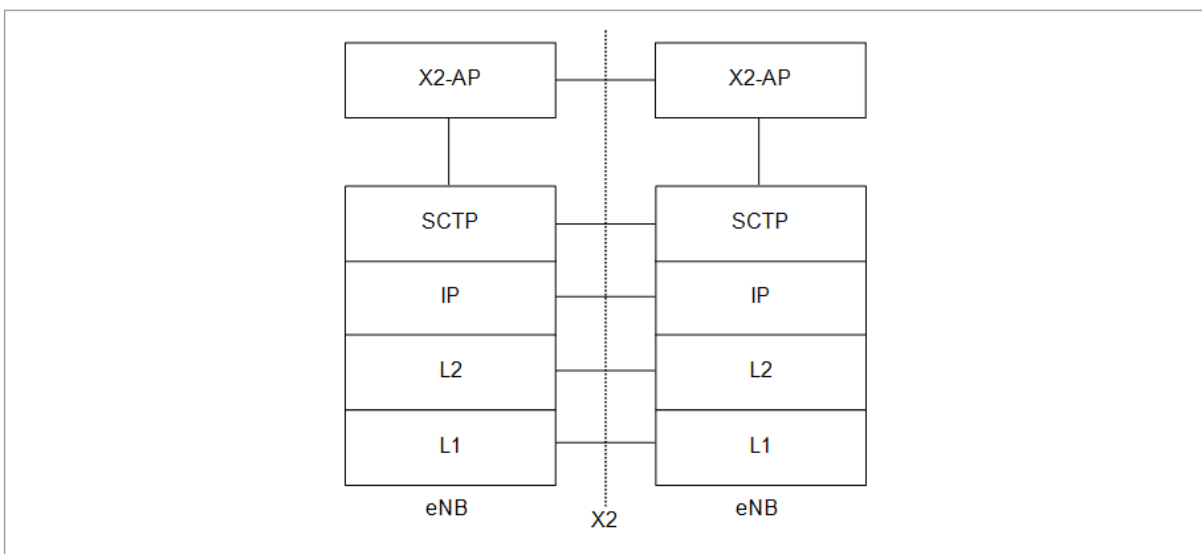 X2-AP X2-AP
SCTP SCTP
IP IP
L2 L2
L1 L1
eNB eNB
X2